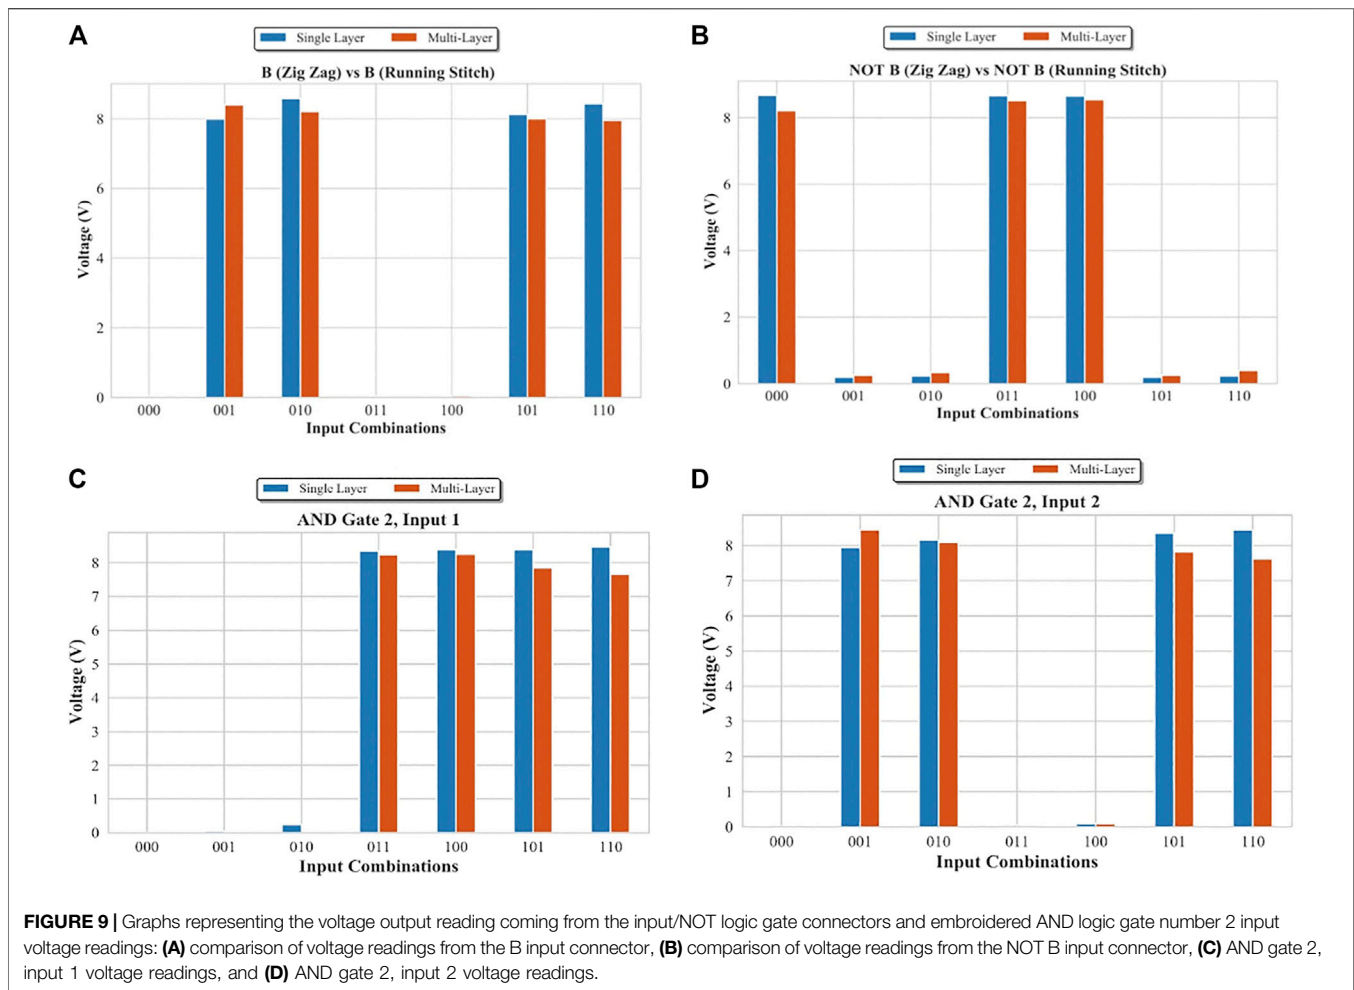 A
Single Layer Multi-Layer
B (Zig Zag) vs B (Running Stitch)
8
6
4
2
0
Voltage (V)
000 001 010 011 100 101 110
Input Combinations
B
Single Layer Multi-Layer
NOT B (Zig Zag) vs NOT B (Running Stitch)
8
6
4
2
0
Voltage (V)
000 001 010 011 100 101 110
Input Combinations
C
Single Layer Multi-Layer
AND Gate 2, Input 1
8
7
6
5
4
3
2
1
0
Voltage (V)
000 001 010 011 100 101 110
Input Combinations
D
Single Layer Multi-Layer
AND Gate 2, Input 2
8
7
6
5
4
3
2
1
0
Voltage (V)
000 001 010 011 100 101 110
Input Combinations
FIGURE 9 | Graphs representing the voltage output reading coming from the input/NOT logic gate connectors and embroidered AND logic gate number 2 input
voltage readings: (A) comparison of voltage readings from the B input connector, (B) comparison of voltage readings from the NOT B input connector, (C) AND gate 2,
input 1 voltage readings, and (D) AND gate 2, input 2 voltage readings.